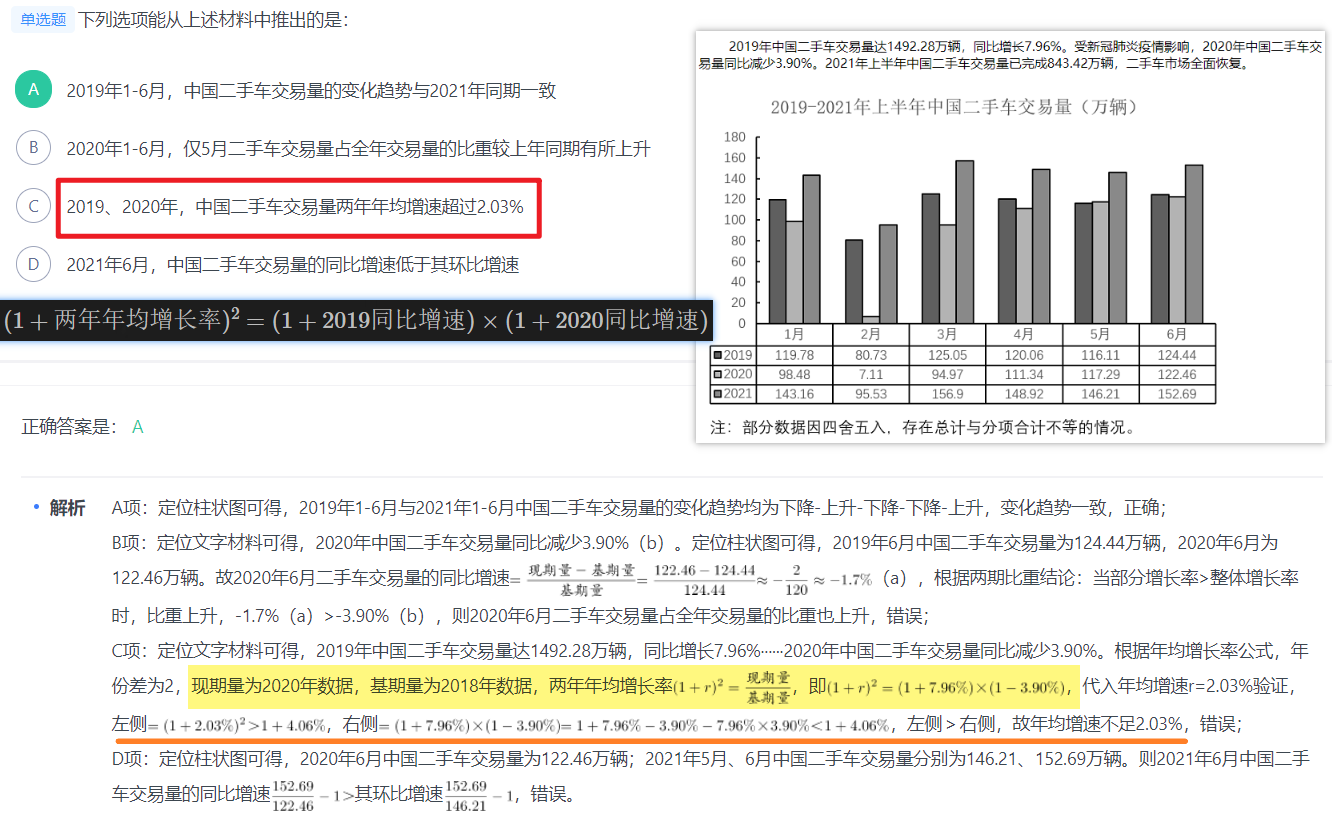 单选题 下列选项能从上述材料中推出的是：
A 2019年1-6月，中国二手车交易量的变化趋势与2021年同期一致
B 2020年1-6月，仅5月二手车交易量占全年交易量的比重较上年同期有所上升
C 2019、2020年，中国二手车交易量两年年均增速超过2.03%
D 2021年6月，中国二手车交易量的同比增速低于其环比增速
(1 + 两年年均增长率)² = (1 + 2019同比增速) × (1 + 2020同比增速)
2019年中国二手车交易量达1492.28万辆，同比增长7.96%。受新冠肺炎疫情影响，2020年中国二手车交
易量同比减少3.90%。2021年上半年中国二手车交易量已完成843.42万辆，二手车市场全面恢复。
2019-2021年上半年中国二手车交易量（万辆）
180
160
140
120
100
80
60
40
20
0
1月 2月 3月 4月 5月 6月
2019 119.78 80.73 125.05 120.06 116.11 124.44
2020 98.48 7.11 94.97 111.34 117.29 122.46
2021 143.16 95.53 156.9 148.92 146.21 152.69
注：部分数据因四舍五入，存在总计与分项合计不等的情况。
正确答案是： A
• 解析 A项：定位柱状图可得，2019年1-6月与2021年1-6月中国二手车交易量的变化趋势均为下降-上升-下降-下降-上升，变化趋势一致，正确；
B项：定位文字材料可得，2020年中国二手车交易量同比减少3.90%（b）。定位柱状图可得，2019年6月中国二手车交易量为124.44万辆，2020年6月为
122.46万辆。故2020年6月二手车交易量的同比增速= 现期量 − 基期量 / 基期量 = 122.46 − 124.44 / 124.44 ≈ − 2 / 120 ≈ −1.7%（a），根据两期比重结论：当部分增长率>整体增长率
时，比重上升，-1.7%（a）>-3.90%（b），则2020年6月二手车交易量占全年交易量的比重也上升，错误；
C项：定位文字材料可得，2019年中国二手车交易量达1492.28万辆，同比增长7.96%……2020年中国二手车交易量同比减少3.90%。根据年均增长率公式，年
份差为2，现期量为2020年数据，基期量为2018年数据，两年年均增长率(1 + r)² = 现期量 / 基期量，即(1 + r)² = (1 + 7.96%)×(1 − 3.90%)，代入年均增速r=2.03%验证，
左侧= (1 + 2.03%)²>1 + 4.06%，右侧= (1 + 7.96%)×(1 − 3.90%)= 1 + 7.96% − 3.90% − 7.96%×3.90%<1 + 4.06%，左侧＞右侧，故年均增速不足2.03%，错误；
D项：定位柱状图可得，2020年6月中国二手车交易量为122.46万辆；2021年5月、6月中国二手车交易量分别为146.21、152.69万辆。则2021年6月中国二手
车交易量的同比增速 152.69 / 122.46 − 1>其环比增速 152.69 / 146.21 − 1，错误。